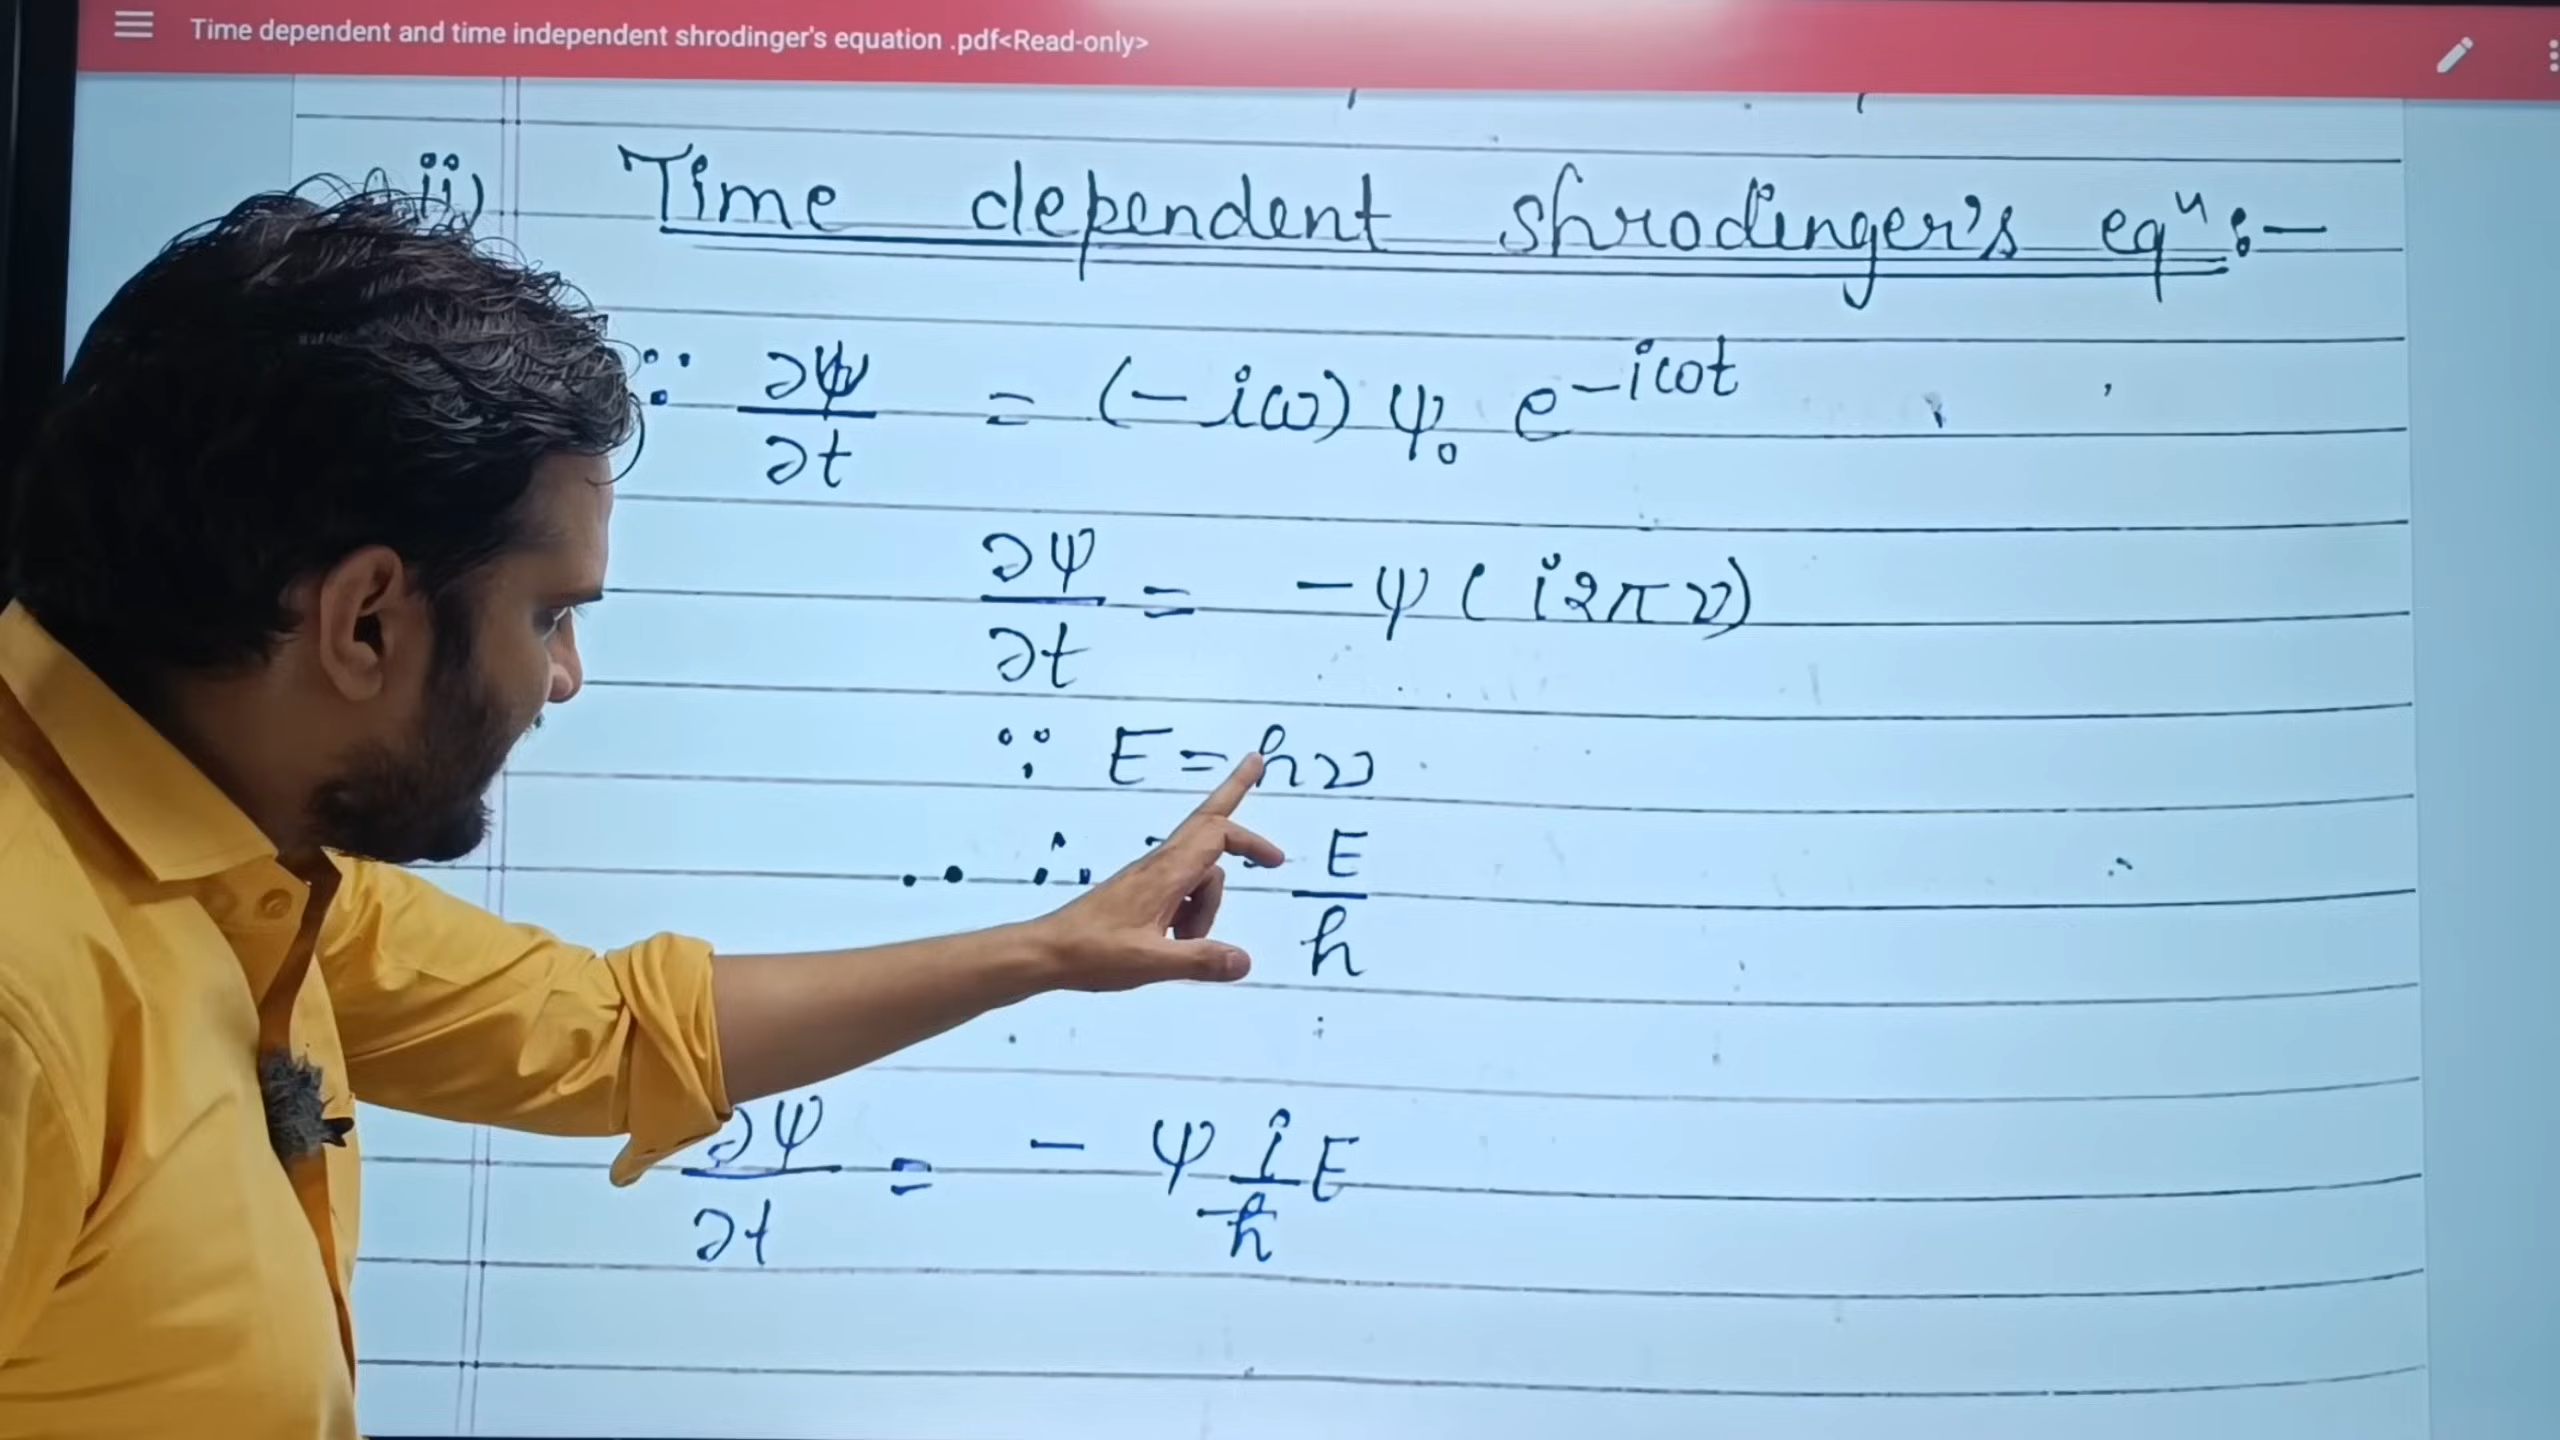 Time dependent and time independent shrodinger's equation .pdf<Read-only>
ii) Time dependent shrodinger's eqⁿ :-
∵ ∂ψ/∂t = (-iω) ψ₀ e^-iωt
∂ψ/∂t = -ψ (i2πν)
∵ E = hν
∴ = E/h
∂ψ/∂t = - ψ i/ħ E